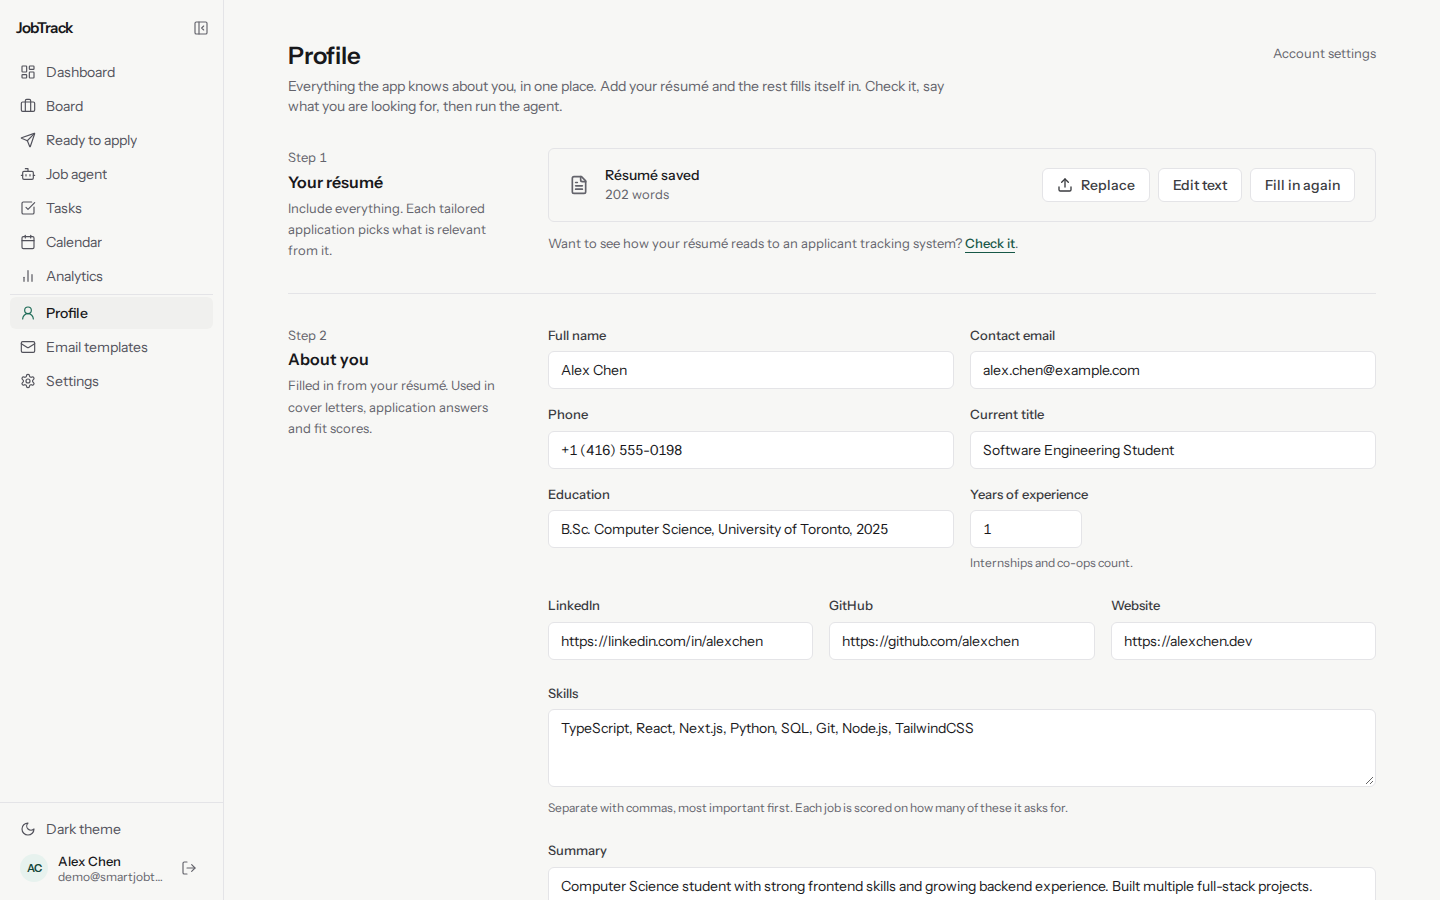 JobTrack
Dashboard
Board
Ready to apply
Job agent
Tasks
Calendar
Analytics
Profile
Email templates
Settings
Dark theme
AC
Alex Chen
demo@smartjobt...
Profile
Account settings
Everything the app knows about you, in one place. Add your résumé and the rest fills itself in. Check it, say
what you are looking for, then run the agent.
Step 1
Your résumé
Include everything. Each tailored
application picks what is relevant
from it.
Résumé saved
202 words
Replace
Edit text
Fill in again
Want to see how your résumé reads to an applicant tracking system? Check it.
Step 2
About you
Filled in from your résumé. Used in
cover letters, application answers
and fit scores.
Full name
Contact email
Alex Chen
alex.chen@example.com
Phone
Current title
+1 (416) 555-0198
Software Engineering Student
Education
Years of experience
B.Sc. Computer Science, University of Toronto, 2025
1
Internships and co-ops count.
LinkedIn
GitHub
Website
https://linkedin.com/in/alexchen
https://github.com/alexchen
https://alexchen.dev
Skills
TypeScript, React, Next.js, Python, SQL, Git, Node.js, TailwindCSS
Separate with commas, most important first. Each job is scored on how many of these it asks for.
Summary
Computer Science student with strong frontend skills and growing backend experience. Built multiple full-stack projects.